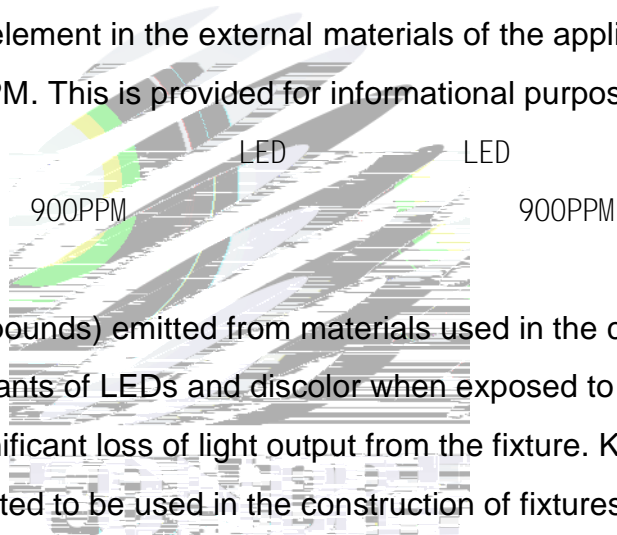 element in the external materials of the appli
PM. This is provided for informational purpos
LED LED
900PPM 900PPM
pounds) emitted from materials used in the c
ants of LEDs and discolor when exposed to
nificant loss of light output from the fixture. K
ted to be used in the construction of fixtures